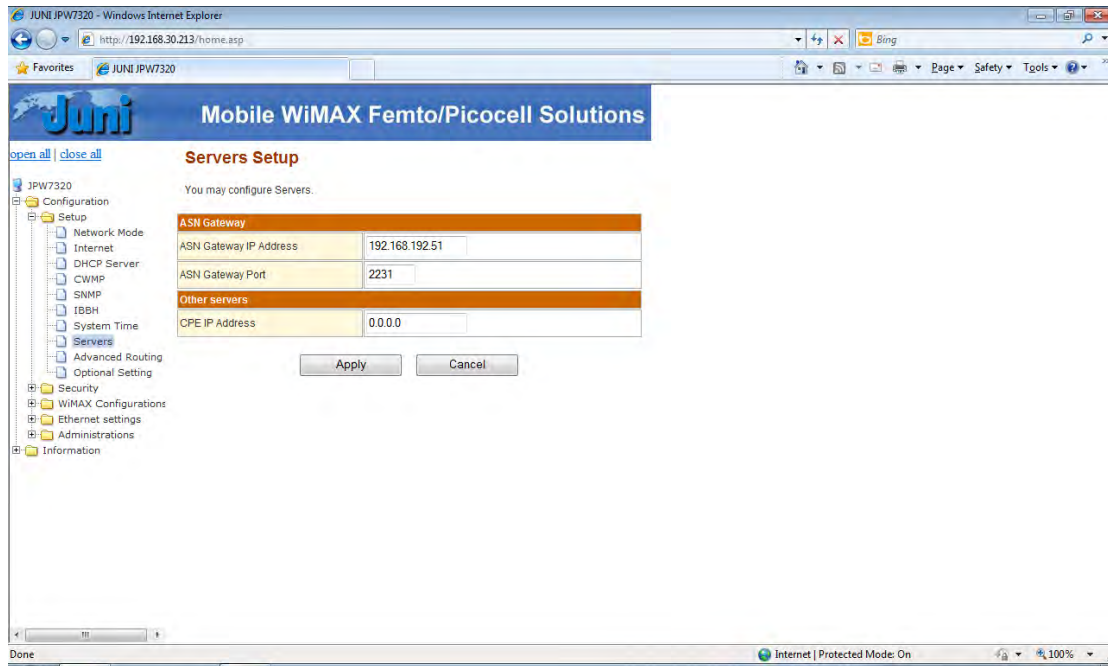 JUNI JPW7320 - Windows Internet Explorer
http://192.168.30.213/home.asp
Bing
Favorites
JUNI JPW7320
Page
Safety
Tools
Juni
Mobile WiMAX Femto/Picocell Solutions
open all | close all
JPW7320
Configuration
Setup
Network Mode
Internet
DHCP Server
CWMP
SNMP
IBBH
System Time
Servers
Advanced Routing
Optional Setting
Security
WiMAX Configurations
Ethernet settings
Administrations
Information
Servers Setup
You may configure Servers.
ASN Gateway
ASN Gateway IP Address 192.168.192.51
ASN Gateway Port 2231
Other servers
CPE IP Address 0.0.0.0
Apply Cancel
Done
Internet | Protected Mode: On
100%